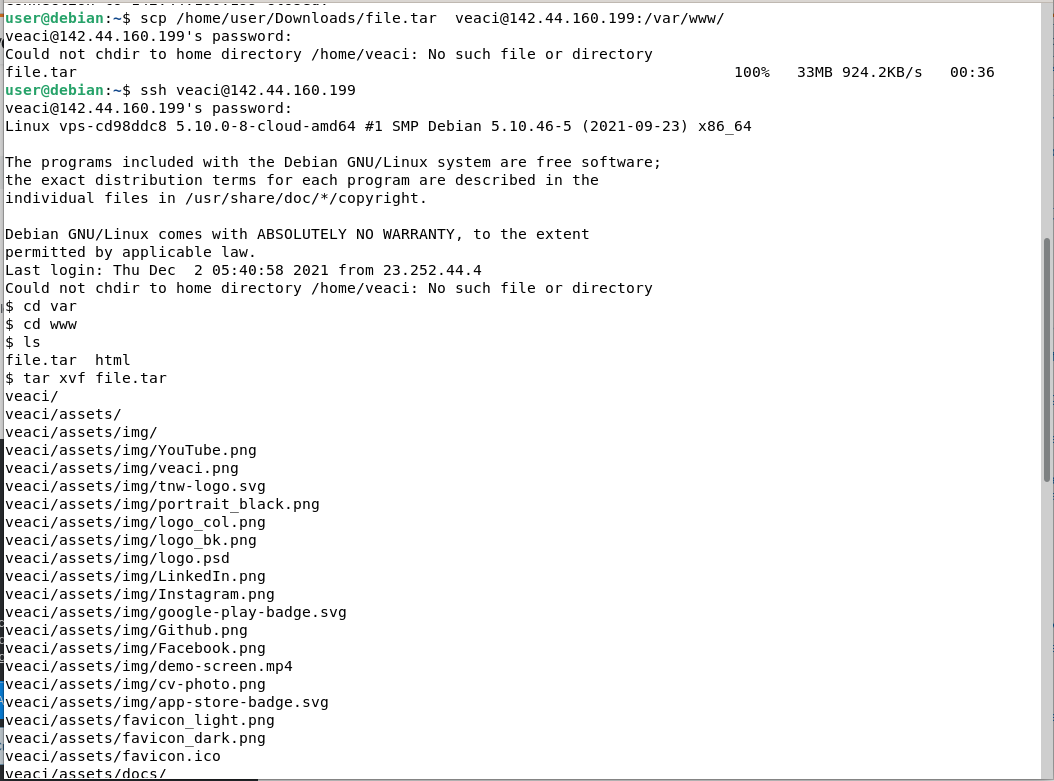 user@debian:~$ scp /home/user/Downloads/file.tar  veaci@142.44.160.199:/var/www/
veaci@142.44.160.199's password:
Could not chdir to home directory /home/veaci: No such file or directory
file.tar                                                                         100%   33MB 924.2KB/s   00:36
user@debian:~$ ssh veaci@142.44.160.199
veaci@142.44.160.199's password:
Linux vps-cd98ddc8 5.10.0-8-cloud-amd64 #1 SMP Debian 5.10.46-5 (2021-09-23) x86_64

The programs included with the Debian GNU/Linux system are free software;
the exact distribution terms for each program are described in the
individual files in /usr/share/doc/*/copyright.

Debian GNU/Linux comes with ABSOLUTELY NO WARRANTY, to the extent
permitted by applicable law.
Last login: Thu Dec  2 05:40:58 2021 from 23.252.44.4
Could not chdir to home directory /home/veaci: No such file or directory
$ cd var
$ cd www
$ ls
file.tar  html
$ tar xvf file.tar
veaci/
veaci/assets/
veaci/assets/img/
veaci/assets/img/YouTube.png
veaci/assets/img/veaci.png
veaci/assets/img/tnw-logo.svg
veaci/assets/img/portrait_black.png
veaci/assets/img/logo_col.png
veaci/assets/img/logo_bk.png
veaci/assets/img/logo.psd
veaci/assets/img/LinkedIn.png
veaci/assets/img/Instagram.png
veaci/assets/img/google-play-badge.svg
veaci/assets/img/Github.png
veaci/assets/img/Facebook.png
veaci/assets/img/demo-screen.mp4
veaci/assets/img/cv-photo.png
veaci/assets/img/app-store-badge.svg
veaci/assets/favicon_light.png
veaci/assets/favicon_dark.png
veaci/assets/favicon.ico
veaci/assets/docs/